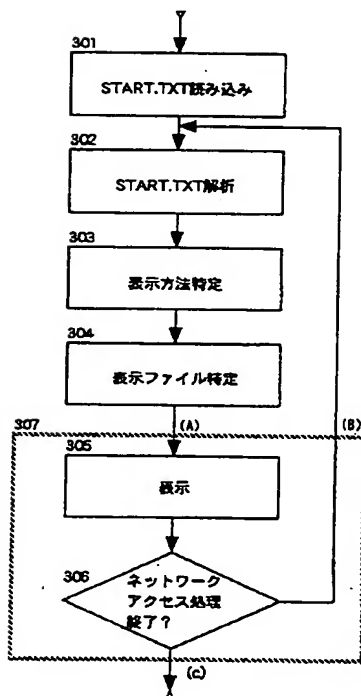 301
START.TXT読み込み
302
START.TXT解析
303
表示方法特定
304
表示ファイル特定
307
(A)
(B)
305
表示
306
ネットワーク
アクセス処理
終了?
(c)